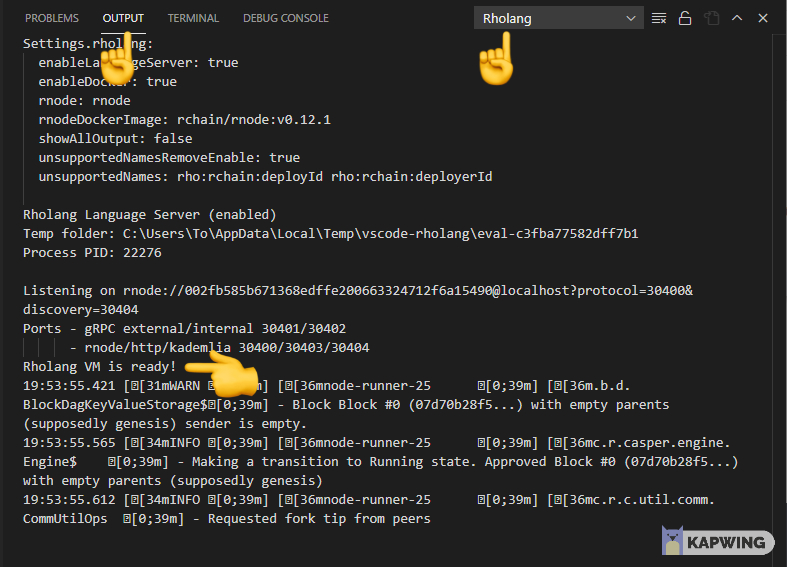 PROBLEMS OUTPUT TERMINAL DEBUG CONSOLE Rholang
Settings.rholang:
enableLanguageServer: true
enableDocker: true
rnode: rnode
rnodeDockerImage: rchain/rnode:v0.12.1
showAllOutput: false
unsupportedNamesRemoveEnable: true
unsupportedNames: rho:rchain:deployId rho:rchain:deployerId
Rholang Language Server (enabled)
Temp folder: C:\Users\To\AppData\Local\Temp\vscode-rholang\eval-c3fba77582dff7b1
Process PID: 22276
Listening on rnode://002fb585b671368edffe200663324712f6a15490@localhost?protocol=30400&
discovery=30404
Ports - gRPC external/internal 30401/30402
- rnode/http/kademlia 30400/30403/30404
Rholang VM is ready!
19:53:55.421 [[31mWARN m] [[36mnode-runner-25 [0;39m] [[36m.b.d.
BlockDagKeyValueStorage$[0;39m] - Block Block #0 (07d70b28f5...) with empty parents
(supposedly genesis) sender is empty.
19:53:55.565 [[34mINFO [0;39m] [[36mnode-runner-25 [0;39m] [[36mc.r.casper.engine.
Engine$ [0;39m] - Making a transition to Running state. Approved Block #0 (07d70b28f5...)
with empty parents (supposedly genesis)
19:53:55.612 [[34mINFO [0;39m] [[36mnode-runner-25 [0;39m] [[36mc.r.c.util.comm.
CommUtilOps [0;39m] - Requested fork tip from peers
KAPWING